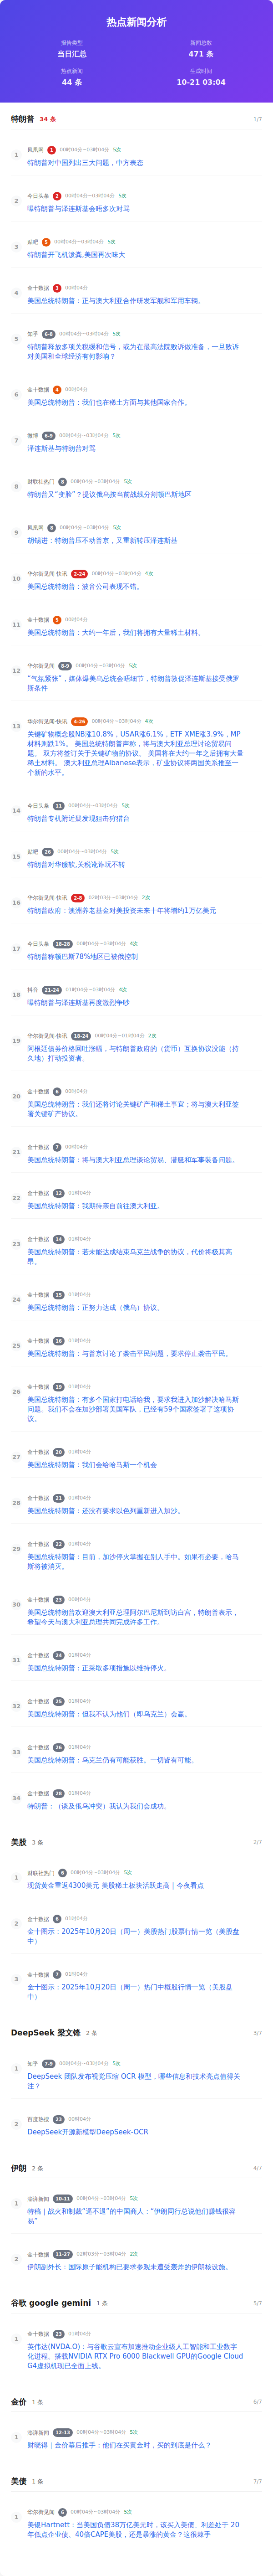 热点新闻分析
报告类型
当日汇总
新闻总数
471 条
热点新闻
44 条
生成时间
10-21 03:04
特朗普 34 条 1/7
1
凤凰网 1 00时04分~03时04分 5次
特朗普对中国列出三大问题，中方表态
2
今日头条 2 00时04分~03时04分 5次
曝特朗普与泽连斯基会晤多次对骂
3
贴吧 5 00时04分~03时04分 5次
特朗普开飞机泼粪,美国再次味大
4
金十数据 3 00时04分
美国总统特朗普：正与澳大利亚合作研发军舰和军用车辆。
5
知乎 6-8 00时04分~03时04分 5次
特朗普释放多项关税缓和信号，或为在最高法院败诉做准备，一旦败诉
对美国和全球经济有何影响？
6
金十数据 4 00时04分
美国总统特朗普：我们也在稀土方面与其他国家合作。
7
微博 6-9 00时04分~03时04分 5次
泽连斯基与特朗普对骂
8
财联社热门 8 00时04分~03时04分 5次
特朗普又“变脸”？提议俄乌按当前战线分割顿巴斯地区
9
凤凰网 8 00时04分~03时04分 5次
胡锡进：特朗普压不动普京，又重新转压泽连斯基
10
华尔街见闻-快讯 2-24 00时04分~03时04分 4次
美国总统特朗普：波音公司表现不错。
11
金十数据 5 00时04分
美国总统特朗普：大约一年后，我们将拥有大量稀土材料。
12
华尔街见闻 8-9 00时04分~03时04分 5次
“气氛紧张”，媒体爆美乌总统会晤细节，特朗普敦促泽连斯基接受俄罗
斯条件
13
华尔街见闻-快讯 4-26 00时04分~03时04分 4次
关键矿物概念股NB涨10.8%，USAR涨6.1%，ETF XME涨3.9%，MP
材料则跌1%。 美国总统特朗普声称，将与澳大利亚总理讨论贸易问
题。 双方将签订关于关键矿物的协议。 美国将在大约一年之后拥有大量
稀土材料。 澳大利亚总理Albanese表示，矿业协议将两国关系推至一
个新的水平。
14
今日头条 13 00时04分~03时04分 5次
特朗普专机附近疑发现狙击狩猎台
15
贴吧 26 00时04分~03时04分 5次
特朗普对华服软,关税讹诈玩不转
16
华尔街见闻-快讯 2-8 02时03分~03时04分 2次
特朗普政府：澳洲养老基金对美投资未来十年将增约1万亿美元
17
今日头条 18-28 00时04分~03时04分 4次
特朗普称顿巴斯78%地区已被俄控制
18
抖音 21-24 01时04分~03时04分 4次
曝特朗普与泽连斯基再度激烈争吵
19
华尔街见闻-快讯 18-24 00时04分~01时04分 2次
阿根廷债券价格回吐涨幅，与特朗普政府的（货币）互换协议没能（持
久地）打动投资者。
20
金十数据 6 00时04分
美国总统特朗普：我们还将讨论关键矿产和稀土事宜；将与澳大利亚签
署关键矿产协议。
21
金十数据 7 00时04分
美国总统特朗普：将与澳大利亚总理谈论贸易、潜艇和军事装备问题。
22
金十数据 12 01时04分
美国总统特朗普：我期待亲自前往澳大利亚。
23
金十数据 14 01时04分
美国总统特朗普：若未能达成结束乌克兰战争的协议，代价将极其高
昂。
24
金十数据 15 01时04分
美国总统特朗普：正努力达成（俄乌）协议。
25
金十数据 16 01时04分
美国总统特朗普：与普京讨论了袭击平民问题，要求停止袭击平民。
26
金十数据 18 01时04分
美国总统特朗普：有多个国家打电话给我，要求我进入加沙解决哈马斯
问题。我们不会在加沙部署美国军队，已经有59个国家签署了这项协
议。
27
金十数据 20 01时04分
美国总统特朗普：我们会给哈马斯一个机会
28
金十数据 21 01时04分
美国总统特朗普：还没有要求以色列重新进入加沙。
29
金十数据 22 01时04分
美国总统特朗普：目前，加沙停火掌握在别人手中。如果有必要，哈马
斯将被消灭。
30
金十数据 23 01时04分
美国总统特朗普欢迎澳大利亚总理阿尔巴尼斯到访白宫，特朗普表示，
希望今天与澳大利亚总理共同完成许多工作。
31
金十数据 24 01时04分
美国总统特朗普：正采取多项措施以维持停火。
32
金十数据 25 01时04分
美国总统特朗普：但我不认为他们（即乌克兰）会赢。
33
金十数据 26 01时04分
美国总统特朗普：乌克兰仍有可能获胜。一切皆有可能。
34
金十数据 28 01时04分
特朗普：（谈及俄乌冲突）我认为我们会成功。
美股 3 条 2/7
1
财联社热门 6 00时04分~03时04分 5次
现货黄金重返4300美元 美股稀土板块活跃走高 | 今夜看点
2
金十数据 6 01时04分
金十图示：2025年10月20日（周一）美股热门股票行情一览（美股盘
中）
3
金十数据 7 01时04分
金十图示：2025年10月20日（周一）热门中概股行情一览（美股盘
中）
DeepSeek 梁文锋 2 条 3/7
1
知乎 7-9 00时04分~03时04分 5次
DeepSeek 团队发布视觉压缩 OCR 模型，哪些信息和技术亮点值得关
注？
2
百度热搜 23 00时04分
DeepSeek开源新模型DeepSeek-OCR
伊朗 2 条 4/7
1
澎湃新闻 10-11 00时04分~03时04分 5次
特稿｜战火和制裁“逼不退”的中国商人：“伊朗同行总说他们赚钱很容
易”
2
金十数据 11-27 02时03分~03时04分 2次
伊朗副外长：国际原子能机构已要求参观未遭受轰炸的伊朗核设施。
谷歌 google gemini 1 条 5/7
1
金十数据 23 01时04分
英伟达(NVDA.O)：与谷歌云宣布加速推动企业级人工智能和工业数字
化进程。搭载NVIDIA RTX Pro 6000 Blackwell GPU的Google Cloud
G4虚拟机现已全面上线。
金价 1 条 6/7
1
澎湃新闻 12-13 00时04分~03时04分 5次
财晓得｜金价幕后推手：他们在买黄金时，买的到底是什么？
美债 1 条 7/7
1
华尔街见闻 6 00时04分~03时04分 5次
美银Hartnett：当美国负债38万亿美元时，该买入美债、利差处于 20
年低点企业债、40倍CAPE美股，还是暴涨的黄金？这很棘手